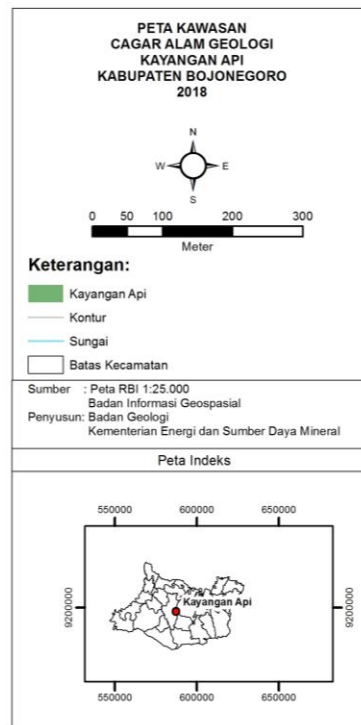 PETA KAWASAN
CAGAR ALAM GEOLOGI
KAYANGAN API
KABUPATEN BOJONEGORO
2018
N
W E
S
0 50 100 200 300
Meter
Keterangan:
Kayangan Api
Kontur
Sungai
Batas Kecamatan
Sumber : Peta RBI 1:25.000
Badan Informasi Geospasial
Penyusun: Badan Geologi
Kementerian Energi dan Sumber Daya Mineral
Peta Indeks
550000 600000 650000
9200000 9200000
Kayangan Api
550000 600000 650000